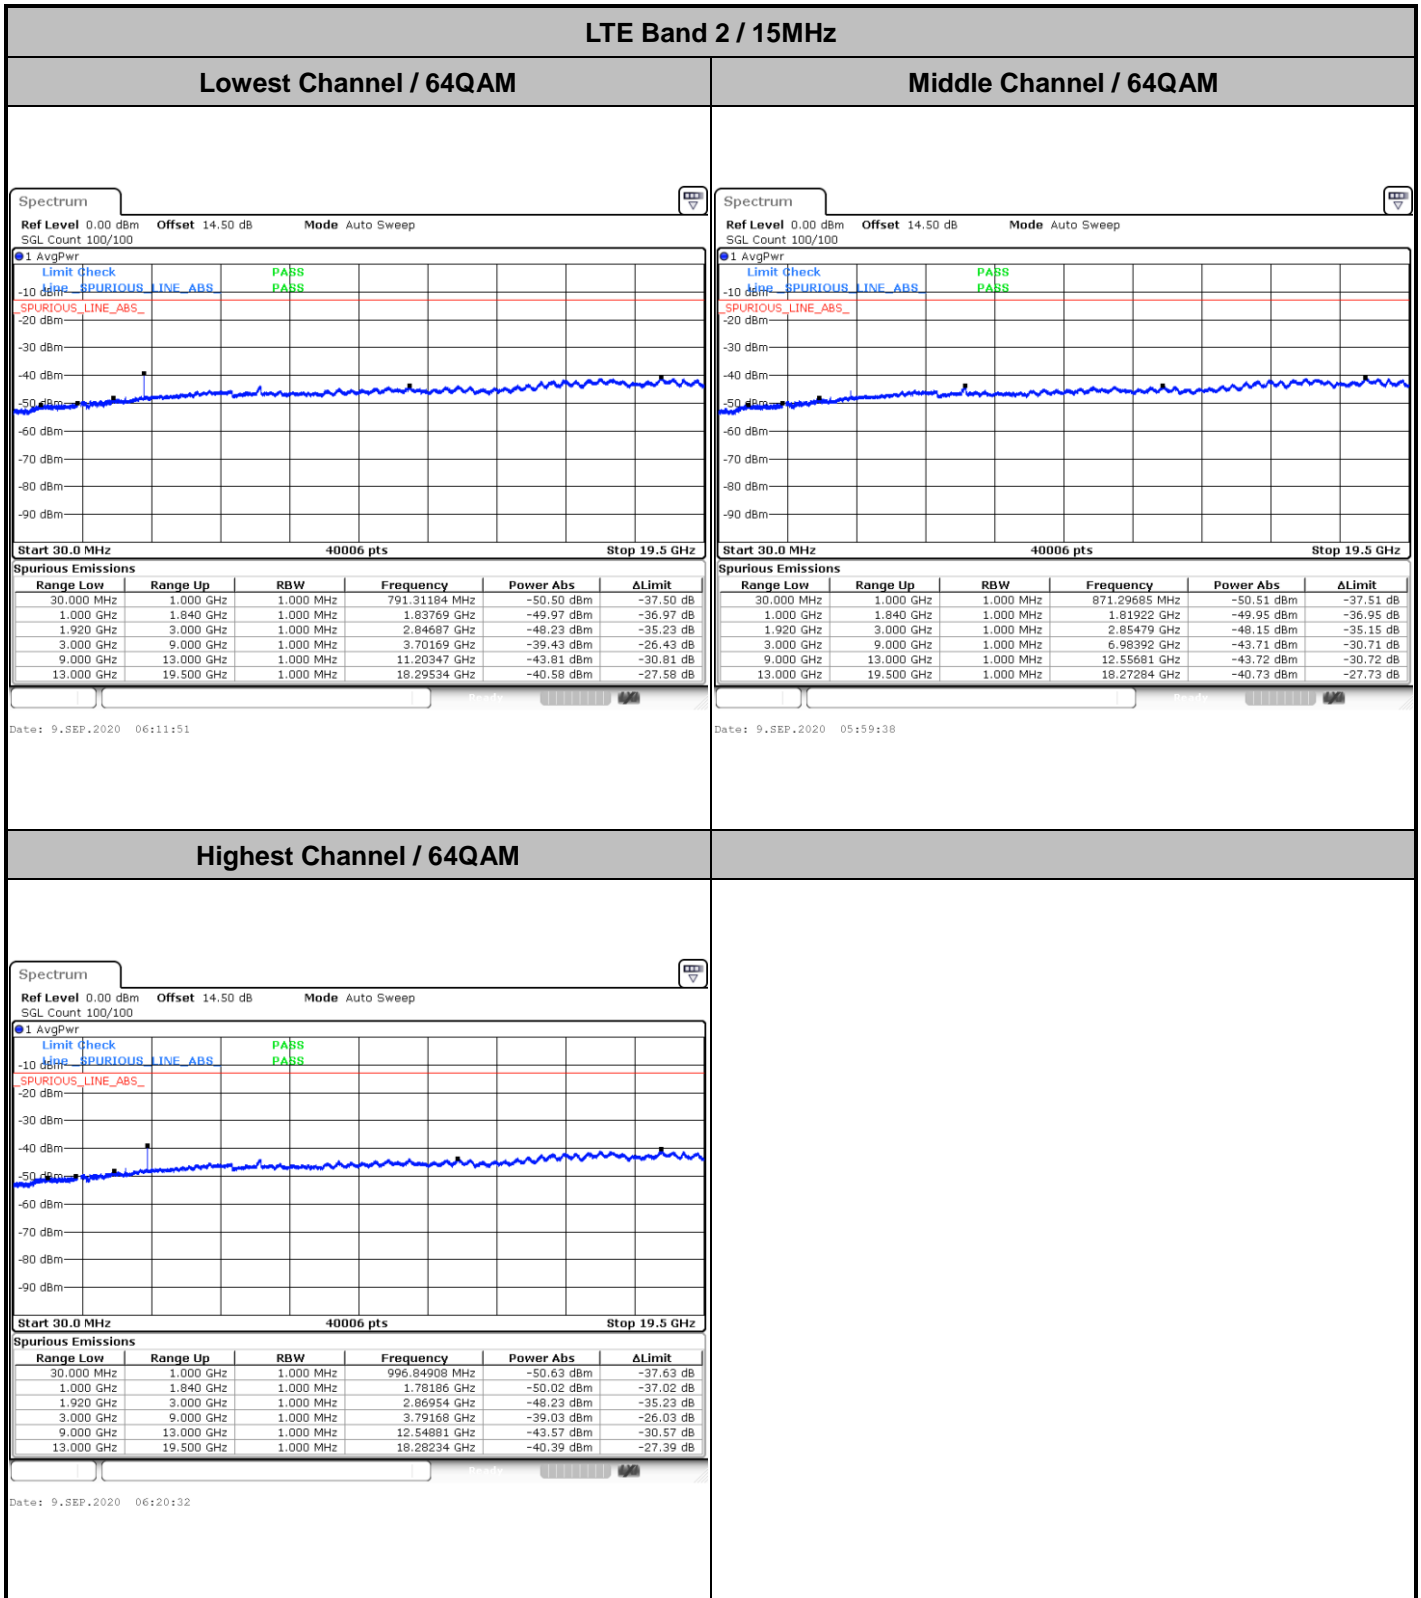 LTE Band 2 / 15MHz
Lowest Channel / 64QAM
Middle Channel / 64QAM
Spectrum
Ref Level 0.00 dBm Offset 14.50 dB Mode Auto Sweep
SGL Count 100/100
1 AvgPwr
Limit Check PASS
Line _SPURIOUS_LINE_ABS_ PASS
-10 dBm
_SPURIOUS_LINE_ABS_
-20 dBm
-30 dBm
-40 dBm
-50 dBm
-60 dBm
-70 dBm
-80 dBm
-90 dBm
Start 30.0 MHz 40006 pts Stop 19.5 GHz
Spurious Emissions
Range Low Range Up RBW Frequency Power Abs ΔLimit
30.000 MHz 1.000 GHz 1.000 MHz 791.31184 MHz -50.50 dBm -37.50 dB
1.000 GHz 1.840 GHz 1.000 MHz 1.83769 GHz -49.97 dBm -36.97 dB
1.920 GHz 3.000 GHz 1.000 MHz 2.84687 GHz -48.23 dBm -35.23 dB
3.000 GHz 9.000 GHz 1.000 MHz 3.70169 GHz -39.43 dBm -26.43 dB
9.000 GHz 13.000 GHz 1.000 MHz 11.20347 GHz -43.81 dBm -30.81 dB
13.000 GHz 19.500 GHz 1.000 MHz 18.29534 GHz -40.58 dBm -27.58 dB
Ready
Date: 9.SEP.2020 06:11:51
Spectrum
Ref Level 0.00 dBm Offset 14.50 dB Mode Auto Sweep
SGL Count 100/100
1 AvgPwr
Limit Check PASS
Line _SPURIOUS_LINE_ABS_ PASS
-10 dBm
_SPURIOUS_LINE_ABS_
-20 dBm
-30 dBm
-40 dBm
-50 dBm
-60 dBm
-70 dBm
-80 dBm
-90 dBm
Start 30.0 MHz 40006 pts Stop 19.5 GHz
Spurious Emissions
Range Low Range Up RBW Frequency Power Abs ΔLimit
30.000 MHz 1.000 GHz 1.000 MHz 871.29685 MHz -50.51 dBm -37.51 dB
1.000 GHz 1.840 GHz 1.000 MHz 1.81922 GHz -49.95 dBm -36.95 dB
1.920 GHz 3.000 GHz 1.000 MHz 2.85479 GHz -48.15 dBm -35.15 dB
3.000 GHz 9.000 GHz 1.000 MHz 6.98392 GHz -43.71 dBm -30.71 dB
9.000 GHz 13.000 GHz 1.000 MHz 12.55681 GHz -43.72 dBm -30.72 dB
13.000 GHz 19.500 GHz 1.000 MHz 18.27284 GHz -40.73 dBm -27.73 dB
Ready
Date: 9.SEP.2020 05:59:38
Highest Channel / 64QAM
Spectrum
Ref Level 0.00 dBm Offset 14.50 dB Mode Auto Sweep
SGL Count 100/100
1 AvgPwr
Limit Check PASS
Line _SPURIOUS_LINE_ABS_ PASS
-10 dBm
_SPURIOUS_LINE_ABS_
-20 dBm
-30 dBm
-40 dBm
-50 dBm
-60 dBm
-70 dBm
-80 dBm
-90 dBm
Start 30.0 MHz 40006 pts Stop 19.5 GHz
Spurious Emissions
Range Low Range Up RBW Frequency Power Abs ΔLimit
30.000 MHz 1.000 GHz 1.000 MHz 996.84908 MHz -50.63 dBm -37.63 dB
1.000 GHz 1.840 GHz 1.000 MHz 1.78186 GHz -50.02 dBm -37.02 dB
1.920 GHz 3.000 GHz 1.000 MHz 2.86954 GHz -48.23 dBm -35.23 dB
3.000 GHz 9.000 GHz 1.000 MHz 3.79168 GHz -39.03 dBm -26.03 dB
9.000 GHz 13.000 GHz 1.000 MHz 12.54881 GHz -43.57 dBm -30.57 dB
13.000 GHz 19.500 GHz 1.000 MHz 18.28234 GHz -40.39 dBm -27.39 dB
Ready
Date: 9.SEP.2020 06:20:32